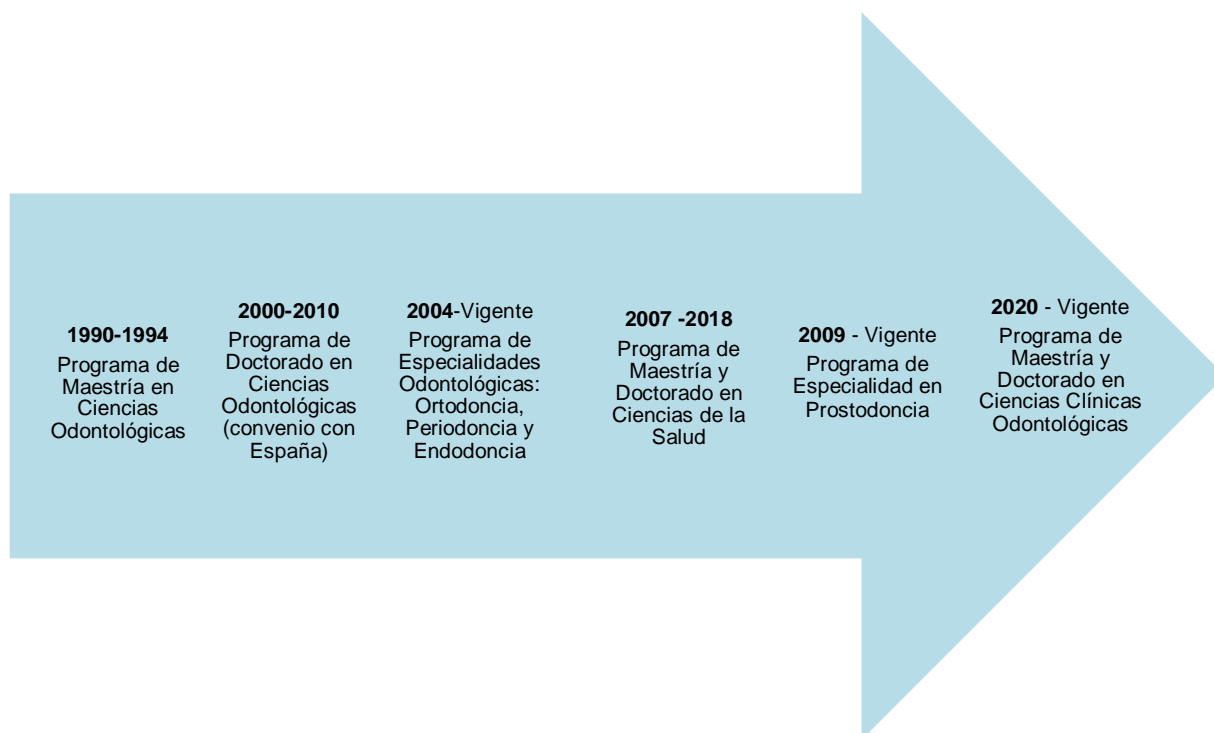 1990-1994
Programa de
Maestría en
Ciencias
Odontológicas
2000-2010
Programa de
Doctorado en
Ciencias
Odontológicas
(convenio con
España)
2004-Vigente
Programa de
Especialidades
Odontológicas:
Ortodoncia,
Periodoncia y
Endodoncia
2007 -2018
Programa de
Maestría y
Doctorado en
Ciencias de la
Salud
2009 - Vigente
Programa de
Especialidad en
Prostodoncia
2020 - Vigente
Programa de
Maestría y
Doctorado en
Ciencias Clínicas
Odontológicas